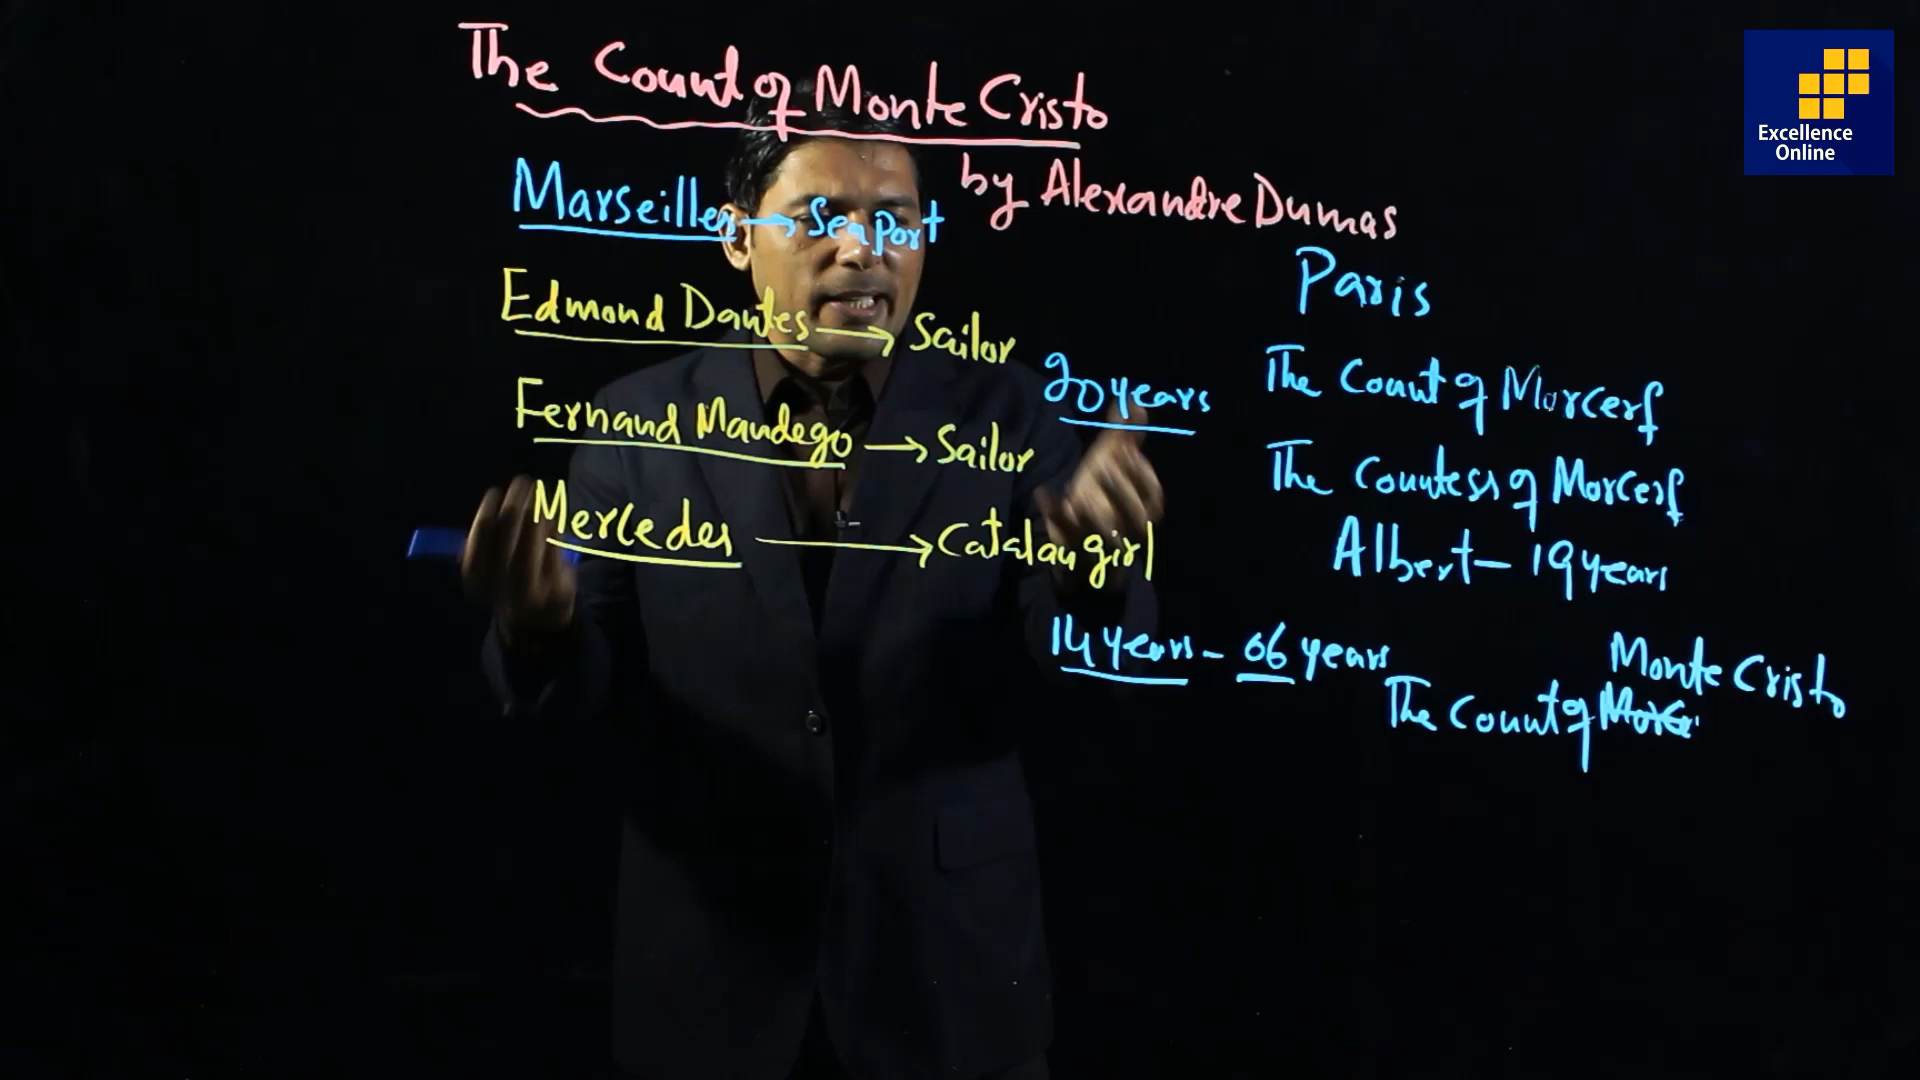 The Count of Monte Cristo
by Alexandre Dumas
Marseilles → Seaport
Edmond Dantes → Sailor
Fernand Mandego → Sailor
Mercedes → Catalan girl
20 years
Paris
The Count of Morcerf
The Countess of Morcerf
Albert - 19 years
14 years - 06 years
Monte Cristo
The Count of Morcer
Excellence
Online